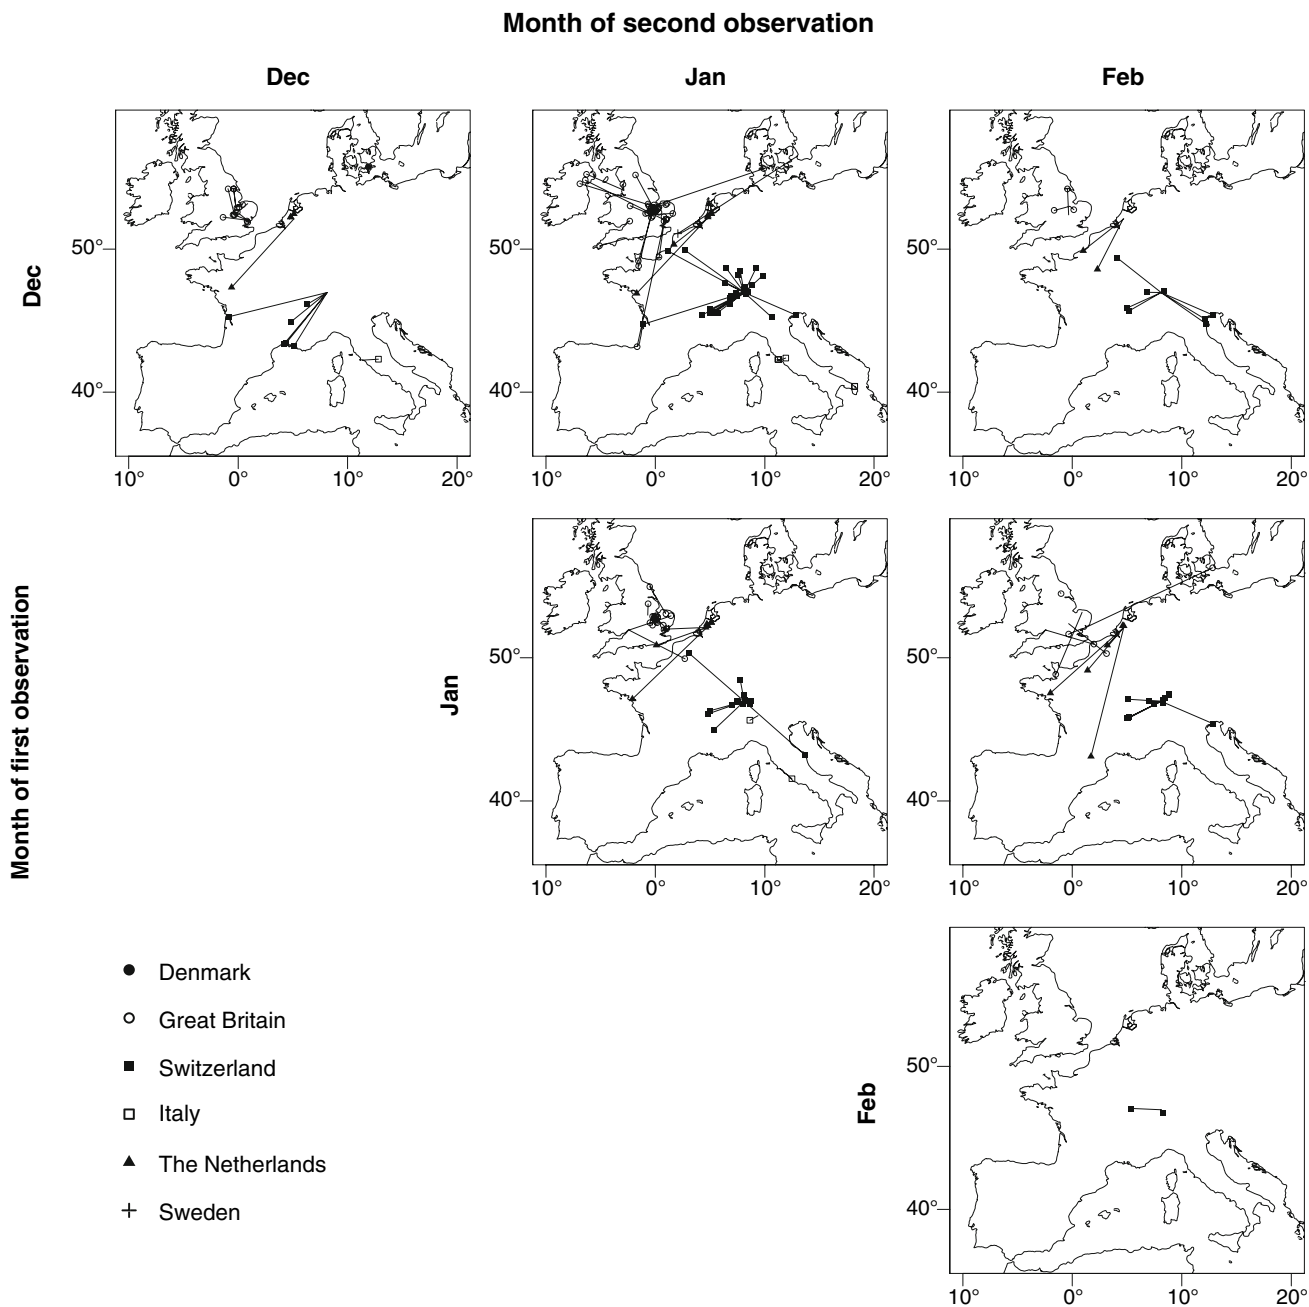 Month of second observation
Dec Jan Feb
Month of first observation
Dec
50°
40°
10° 0° 10° 20°
10° 0° 10° 20°
50°
40°
10° 0° 10° 20°
Jan
50°
40°
10° 0° 10° 20°
50°
40°
10° 0° 10° 20°
Feb
50°
40°
10° 0° 10° 20°
Denmark
Great Britain
Switzerland
Italy
The Netherlands
Sweden